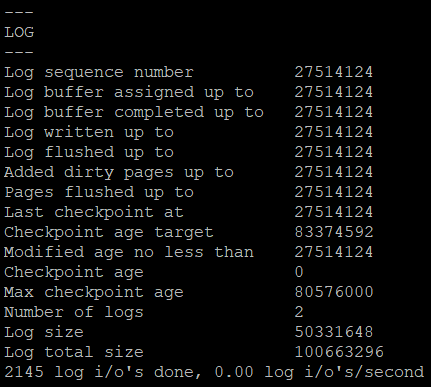 ---
LOG
---
Log sequence number          27514124
Log buffer assigned up to    27514124
Log buffer completed up to   27514124
Log written up to            27514124
Log flushed up to            27514124
Added dirty pages up to      27514124
Pages flushed up to          27514124
Last checkpoint at           27514124
Checkpoint age target        83374592
Modified age no less than    27514124
Checkpoint age               0
Max checkpoint age           80576000
Number of logs               2
Log size                     50331648
Log total size               100663296
2145 log i/o's done, 0.00 log i/o's/second